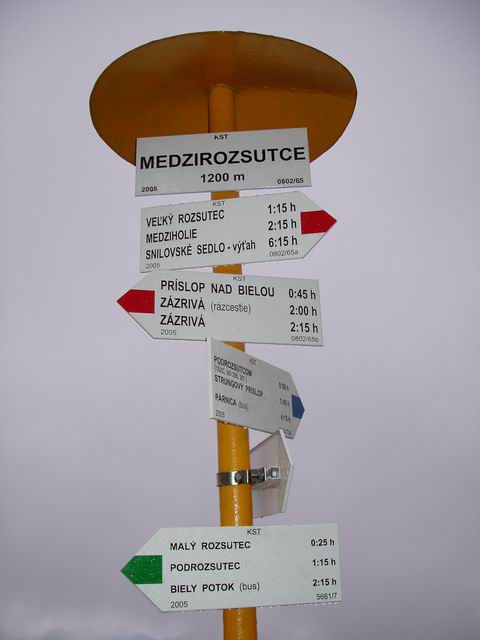 KST
MEDZIROZSUTCE
1200 m
2005 0802/65
KST
VEĽKÝ ROZSUTEC 1:15 h
MEDZIHOLIE 2:15 h
SNILOVSKÉ SEDLO - výťah 6:15 h
2005 0802/65a
KST
PRÍSLOP NAD BIELOU 0:45 h
ZÁZRIVÁ (rázcestie) 2:00 h
ZÁZRIVÁ 2:15 h
2005 0802/65b
KST
PODROZSUTCOM
STRUNGOVÝ PRÍSLOP
PÁRNICA (bus)
2005
KST
MALÝ ROZSUTEC 0:25 h
PODROZSUTEC 1:15 h
BIELY POTOK (bus) 2:15 h
2005 5661/7